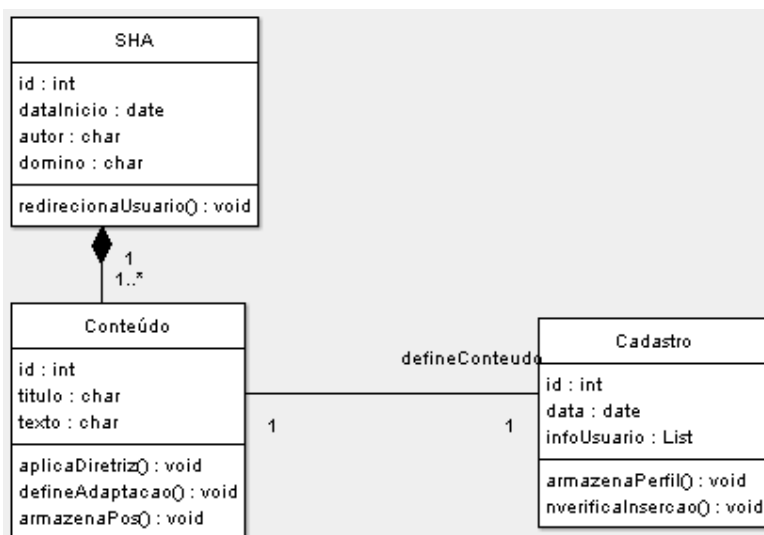 SHA
id : int
dataInicio : date
autor : char
domino : char
redirecionaUsuario() : void
1
1..*
Conteúdo
id : int
titulo : char
texto : char
aplicaDiretriz() : void
defineAdaptacao() : void
armazenaPos() : void
defineConteudo
1
1
Cadastro
id : int
data : date
infoUsuario : List
armazenaPerfil() : void
nverificaInsercao() : void